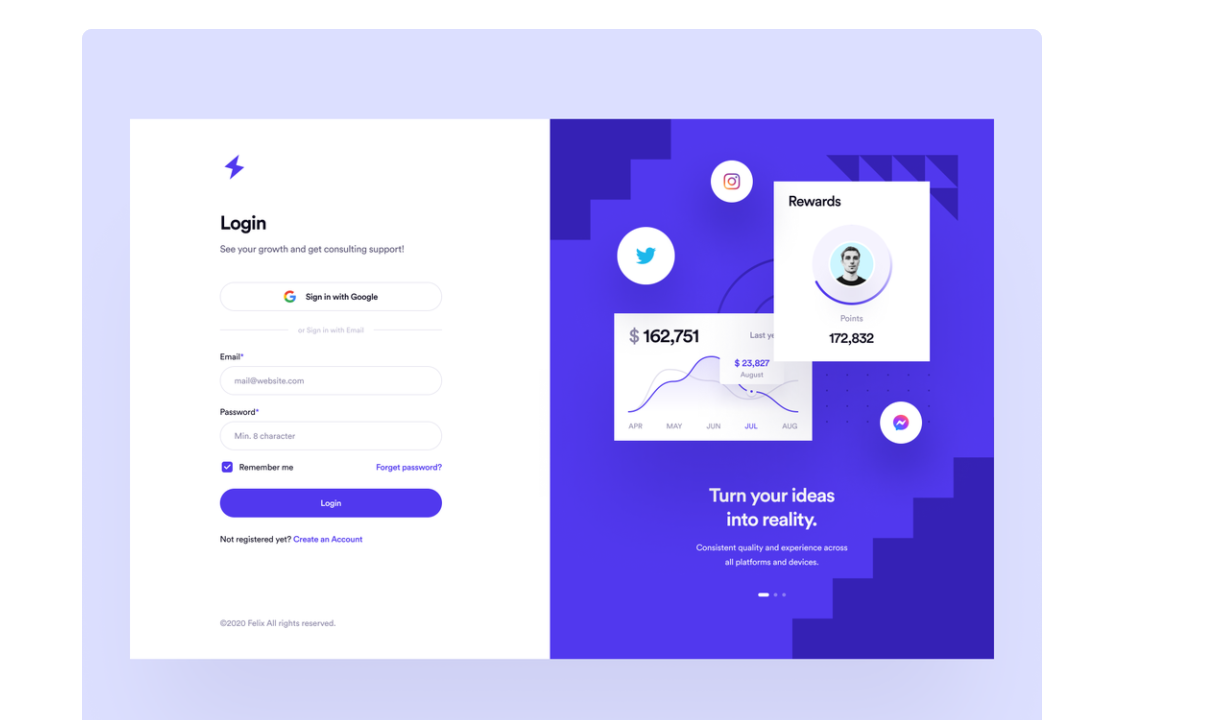 Login
See your growth and get consulting support!
Sign in with Google
or Sign in with Email
Email*
mail@website.com
Password*
Min. 8 character
Remember me
Forget password?
Login
Not registered yet? Create an Account
©2020 Felix All rights reserved.
Rewards
Points
172,832
$ 162,751
Last ye
$ 23,827
August
APR MAY JUN JUL AUG
Turn your ideas
into reality.
Consistent quality and experience across
all platforms and devices.